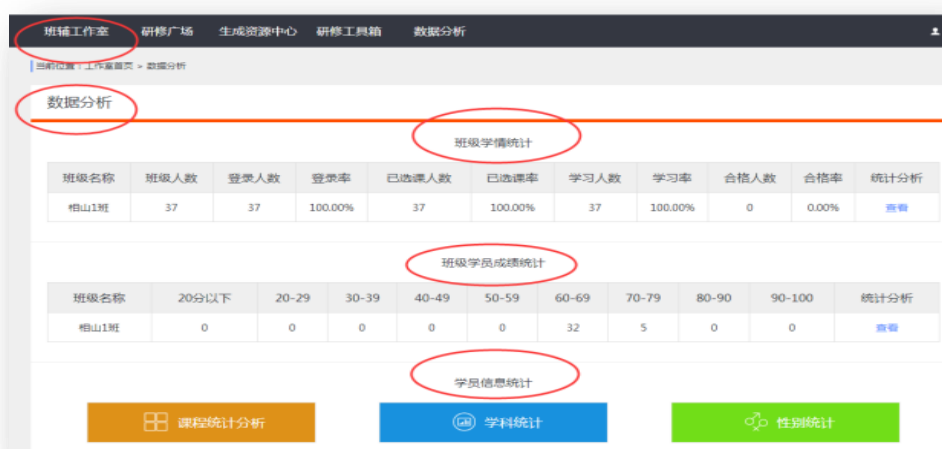 班辅工作室 研修广场 生成资源中心 研修工具箱 数据分析
当前位置：工作室首页 > 数据分析
数据分析
班级学情统计
班级名称 班级人数 登录人数 登录率 已选课人数 已选课率 学习人数 学习率 合格人数 合格率 统计分析
相山1班 37 37 100.00% 37 100.00% 37 100.00% 0 0.00% 查看
班级学员成绩统计
班级名称 20分以下 20-29 30-39 40-49 50-59 60-69 70-79 80-90 90-100 统计分析
相山1班 0 0 0 0 0 32 5 0 0 查看
学员信息统计
课程统计分析 学科统计 性别统计